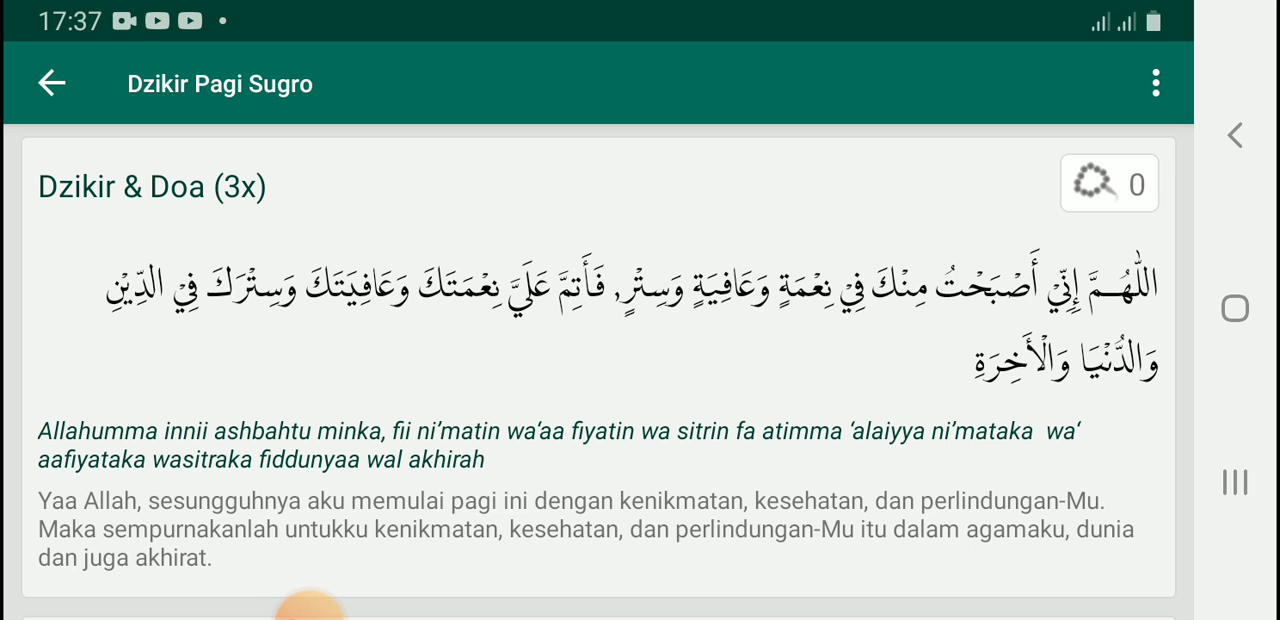 17:37
Dzikir Pagi Sugro
Dzikir & Doa (3x)
0
اللّٰهُمَّ إِنِّيْ أَصْبَحْتُ مِنْكَ فِيْ نِعْمَةٍ وَعَافِيَةٍ وَسِتْرٍ, فَأَتِمَّ عَلَيَّ نِعْمَتَكَ وَعَافِيَتَكَ وَسِتْرَكَ فِي الدِّيْنِ
وَالدُّنْيَا وَالْأَخِرَةِ
Allahumma innii ashbahtu minka, fii ni’matin wa‘aa fiyatin wa sitrin fa atimma ‘alaiyya ni’mataka wa‘
aafiyataka wasitraka fiddunyaa wal akhirah
Yaa Allah, sesungguhnya aku memulai pagi ini dengan kenikmatan, kesehatan, dan perlindungan-Mu.
Maka sempurnakanlah untukku kenikmatan, kesehatan, dan perlindungan-Mu itu dalam agamaku, dunia
dan juga akhirat.